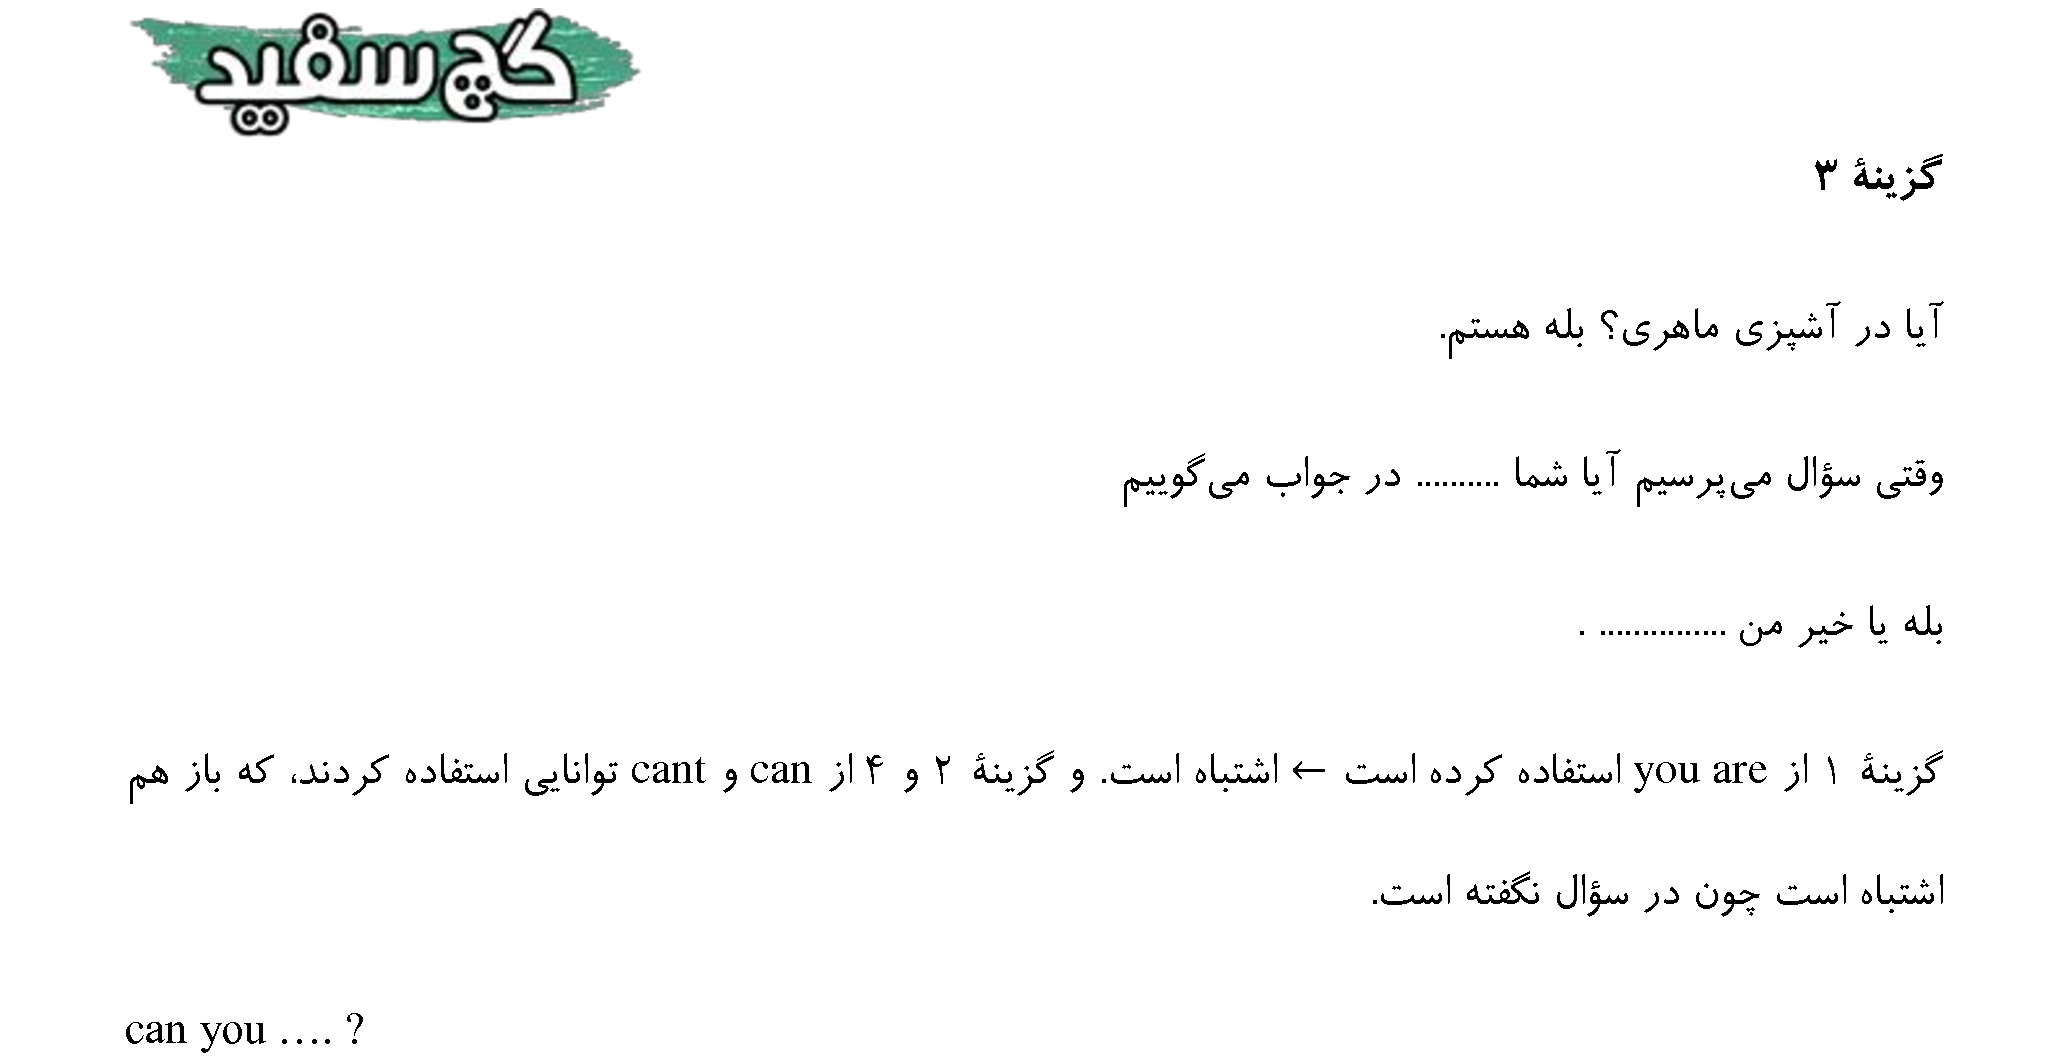 گچ سفید
گزینهٔ ۳
آیا در آشپزی ماهری؟ بله هستم.
وقتی سؤال می‌پرسیم آیا شما .......... در جواب می‌گوییم
بله یا خیر من ............... .
گزینهٔ ۱ از you are استفاده کرده است ← اشتباه است. و گزینهٔ ۲ و ۴ از can و cant توانایی استفاده کردند، که باز هم
اشتباه است چون در سؤال نگفته است.
can you …. ?